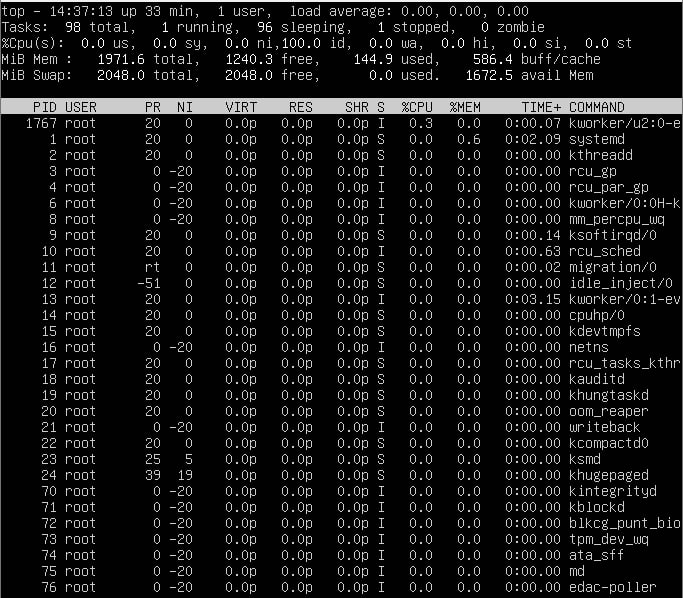 top - 14:37:13 up 33 min,  1 user,  load average: 0.00, 0.00, 0.00
Tasks:  98 total,   1 running,  96 sleeping,   1 stopped,   0 zombie
%Cpu(s):  0.0 us,  0.0 sy,  0.0 ni,100.0 id,  0.0 wa,  0.0 hi,  0.0 si,  0.0 st
MiB Mem :   1971.6 total,   1240.3 free,    144.9 used,    586.4 buff/cache
MiB Swap:   2048.0 total,   2048.0 free,      0.0 used.   1672.5 avail Mem
PID USER      PR  NI    VIRT    RES    SHR S  %CPU  %MEM     TIME+ COMMAND
1767 root      20   0    0.0p   0.0p   0.0p I   0.3   0.0   0:00.07 kworker/u2:0-e
1 root      20   0    0.0p   0.0p   0.0p S   0.0   0.6   0:02.09 systemd
2 root      20   0    0.0p   0.0p   0.0p S   0.0   0.0   0:00.00 kthreadd
3 root       0 -20    0.0p   0.0p   0.0p I   0.0   0.0   0:00.00 rcu_gp
4 root       0 -20    0.0p   0.0p   0.0p I   0.0   0.0   0:00.00 rcu_par_gp
6 root       0 -20    0.0p   0.0p   0.0p I   0.0   0.0   0:00.00 kworker/0:0H-k
8 root       0 -20    0.0p   0.0p   0.0p I   0.0   0.0   0:00.00 mm_percpu_wq
9 root      20   0    0.0p   0.0p   0.0p S   0.0   0.0   0:00.14 ksoftirqd/0
10 root      20   0    0.0p   0.0p   0.0p I   0.0   0.0   0:00.63 rcu_sched
11 root      rt   0    0.0p   0.0p   0.0p S   0.0   0.0   0:00.02 migration/0
12 root     -51   0    0.0p   0.0p   0.0p S   0.0   0.0   0:00.00 idle_inject/0
13 root      20   0    0.0p   0.0p   0.0p I   0.0   0.0   0:03.15 kworker/0:1-ev
14 root      20   0    0.0p   0.0p   0.0p S   0.0   0.0   0:00.00 cpuhp/0
15 root      20   0    0.0p   0.0p   0.0p S   0.0   0.0   0:00.00 kdevtmpfs
16 root       0 -20    0.0p   0.0p   0.0p I   0.0   0.0   0:00.00 netns
17 root      20   0    0.0p   0.0p   0.0p S   0.0   0.0   0:00.00 rcu_tasks_kthr
18 root      20   0    0.0p   0.0p   0.0p S   0.0   0.0   0:00.00 kauditd
19 root      20   0    0.0p   0.0p   0.0p S   0.0   0.0   0:00.00 khungtaskd
20 root      20   0    0.0p   0.0p   0.0p S   0.0   0.0   0:00.00 oom_reaper
21 root       0 -20    0.0p   0.0p   0.0p I   0.0   0.0   0:00.00 writeback
22 root      20   0    0.0p   0.0p   0.0p S   0.0   0.0   0:00.00 kcompactd0
23 root      25   5    0.0p   0.0p   0.0p S   0.0   0.0   0:00.00 ksmd
24 root      39  19    0.0p   0.0p   0.0p S   0.0   0.0   0:00.00 khugepaged
70 root       0 -20    0.0p   0.0p   0.0p I   0.0   0.0   0:00.00 kintegrityd
71 root       0 -20    0.0p   0.0p   0.0p I   0.0   0.0   0:00.00 kblockd
72 root       0 -20    0.0p   0.0p   0.0p I   0.0   0.0   0:00.00 blkcg_punt_bio
73 root       0 -20    0.0p   0.0p   0.0p I   0.0   0.0   0:00.00 tpm_dev_wq
74 root       0 -20    0.0p   0.0p   0.0p I   0.0   0.0   0:00.00 ata_sff
75 root       0 -20    0.0p   0.0p   0.0p I   0.0   0.0   0:00.00 md
76 root       0 -20    0.0p   0.0p   0.0p I   0.0   0.0   0:00.00 edac-poller